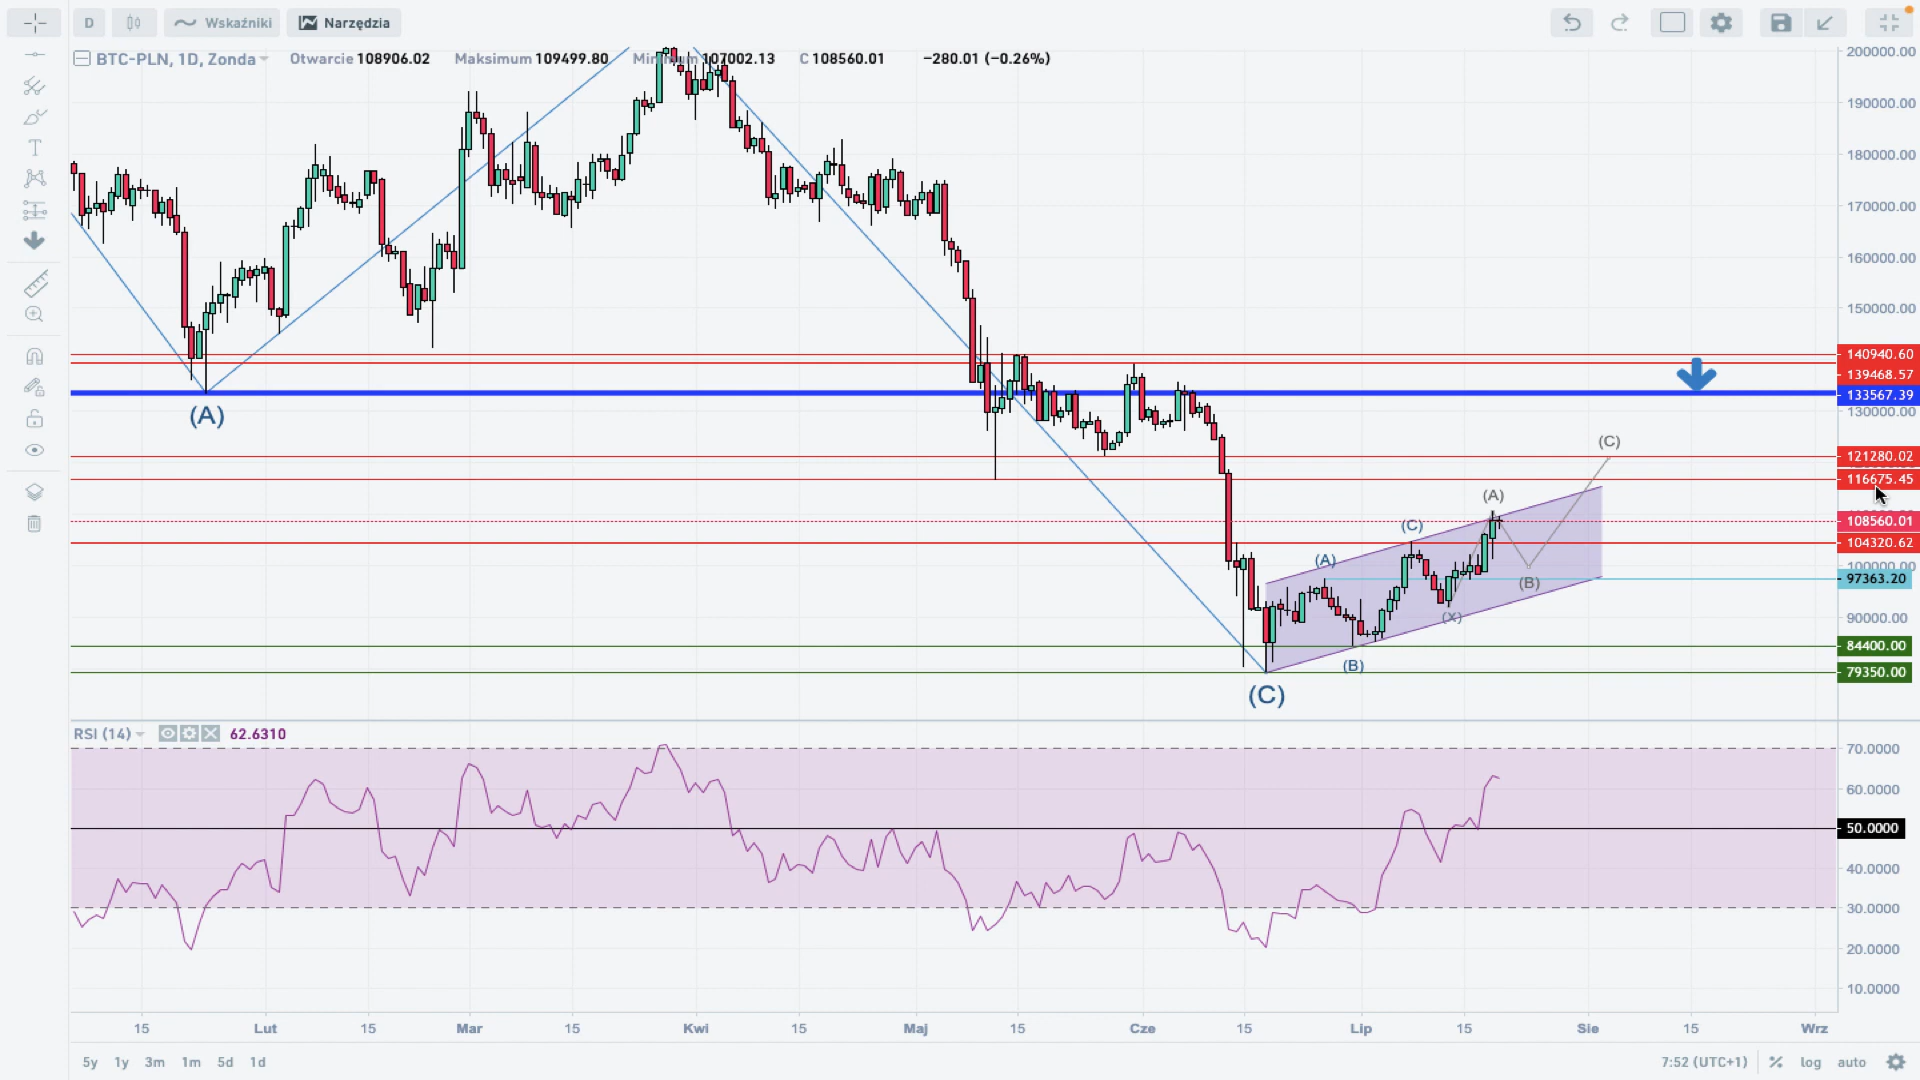 D Wskaźniki Narzędzia
BTC-PLN, 1D, Zonda Otwarcie 108906.02 Maksimum 109499.80 Minimum 107002.13 C 108560.01 −280.01 (−0.26%)
200000.00
190000.00
180000.00
170000.00
160000.00
150000.00
140940.60
139468.57
133567.39
130000.00
(A)
(C)
121280.02
116675.45
(A)
108560.01
(C)
104320.62
(A)
100000.00
97363.20
(B)
(X)
90000.00
84400.00
(B)
79350.00
(C)
RSI (14) 62.6310
70.0000
60.0000
50.0000
40.0000
30.0000
20.0000
10.0000
15 Lut 15 Mar 15 Kwi 15 Maj 15 Cze 15 Lip 15 Sie 15 Wrz
5y 1y 3m 1m 5d 1d 7:52 (UTC+1) % log auto